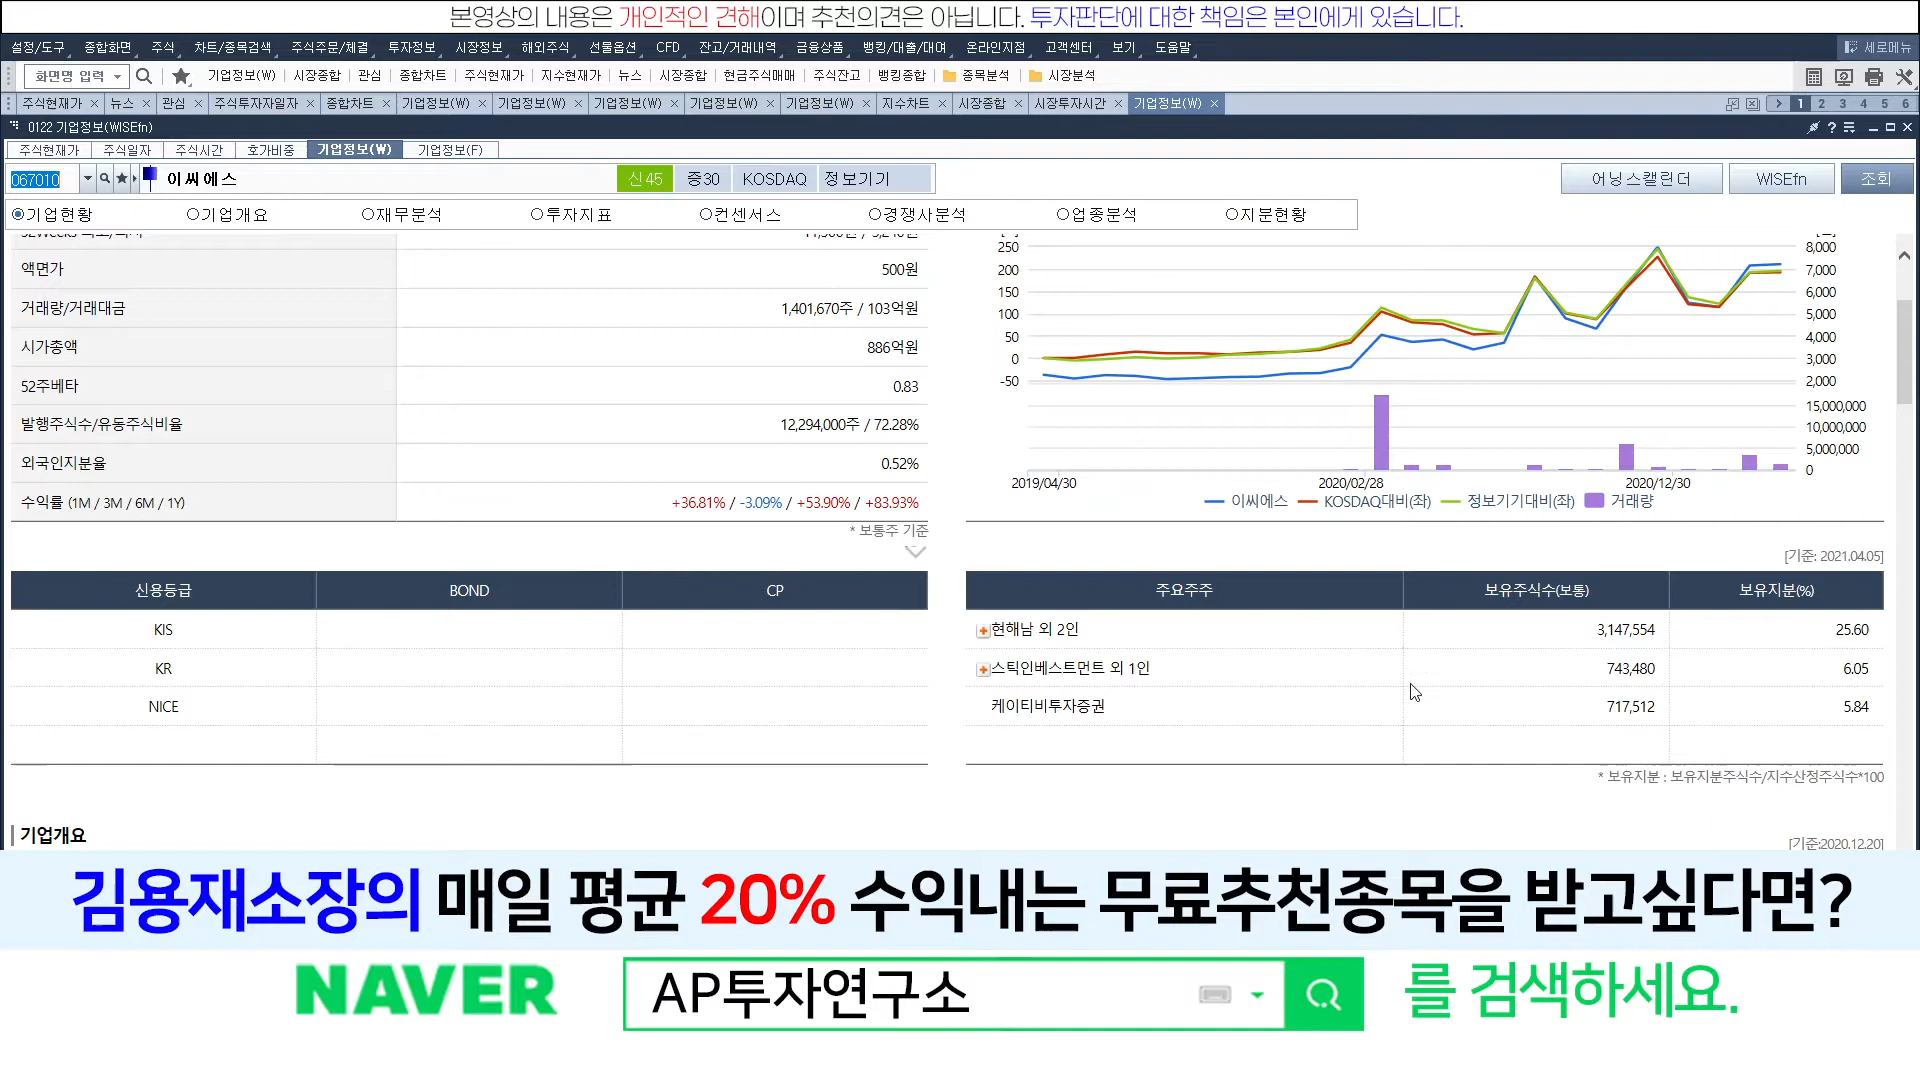 본영상의 내용은 개인적인 견해이며 추천의견은 아닙니다. 투자판단에 대한 책임은 본인에게 있습니다.
설정/도구 종합화면 주식 차트/종목검색 주식주문/체결 투자정보 시장정보 해외주식 선물옵션 CFD 잔고/거래내역 금융상품 뱅킹/대출/대여 온라인지점 고객센터 보기 도움말 세로메뉴
화면명 입력 기업정보(W) 시장종합 관심 종합차트 주식현재가 지수현재가 뉴스 시장종합 현금주식매매 주식잔고 뱅킹종합 종목분석 시장분석
주식현재가 뉴스 관심 주식투자자일자 종합차트 기업정보(W) 기업정보(W) 기업정보(W) 기업정보(W) 기업정보(W) 지수차트 시장종합 시장투자시간 기업정보(W) 1 2 3 4 5 6
0122 기업정보(WISEfn)
주식현재가 주식일자 주식시간 호가비중 기업정보(W) 기업정보(F)
067010 이씨에스 신45 증30 KOSDAQ 정보기기 어닝스캘린더 WISEfn 조회
기업현황 기업개요 재무분석 투자지표 컨센서스 경쟁사분석 업종분석 지분현황
액면가 500원
거래량/거래대금 1,401,670주 / 103억원
시가총액 886억원
52주베타 0.83
발행주식수/유동주식비율 12,294,000주 / 72.28%
외국인지분율 0.52%
수익률 (1M / 3M / 6M / 1Y) +36.81% / -3.09% / +53.90% / +83.93%
* 보통주 기준
250 8,000
200 7,000
150 6,000
100 5,000
50 4,000
0 3,000
-50 2,000
15,000,000
10,000,000
5,000,000
0
2019/04/30 2020/02/28 2020/12/30
이씨에스 KOSDAQ대비(좌) 정보기기대비(좌) 거래량
[기준: 2021.04.05]
신용등급 BOND CP
KIS
KR
NICE
주요주주 보유주식수(보통) 보유지분(%)
현해남 외 2인 3,147,554 25.60
스틱인베스트먼트 외 1인 743,480 6.05
케이티비투자증권 717,512 5.84
* 보유지분 : 보유지분주식수/지수산정주식수*100
기업개요
[기준:2020.12.20]
김용재소장의 매일 평균 20% 수익내는 무료추천종목을 받고싶다면?
NAVER AP투자연구소 를 검색하세요.